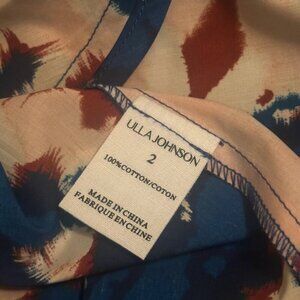 ULLA JOHNSON
2
100%COTTON/COTON
MADE IN CHINA
FABRIQUE EN CHINE